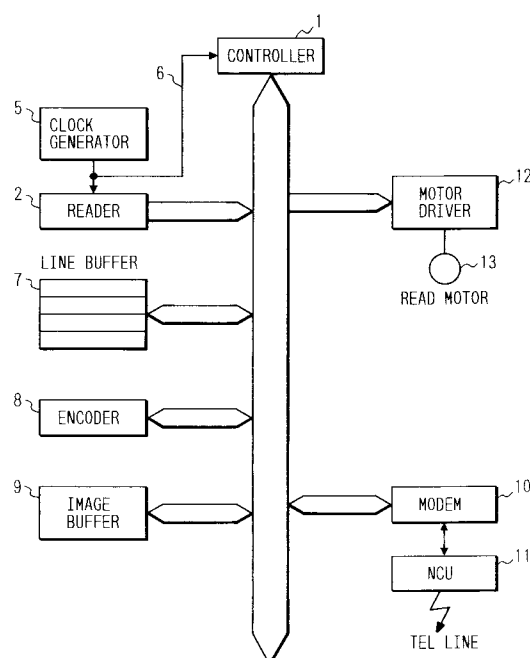 1
CONTROLLER
6
5
CLOCK
GENERATOR
2
READER
12
MOTOR
DRIVER
13
READ MOTOR
LINE BUFFER
7
8
ENCODER
9
IMAGE
BUFFER
10
MODEM
11
NCU
TEL LINE